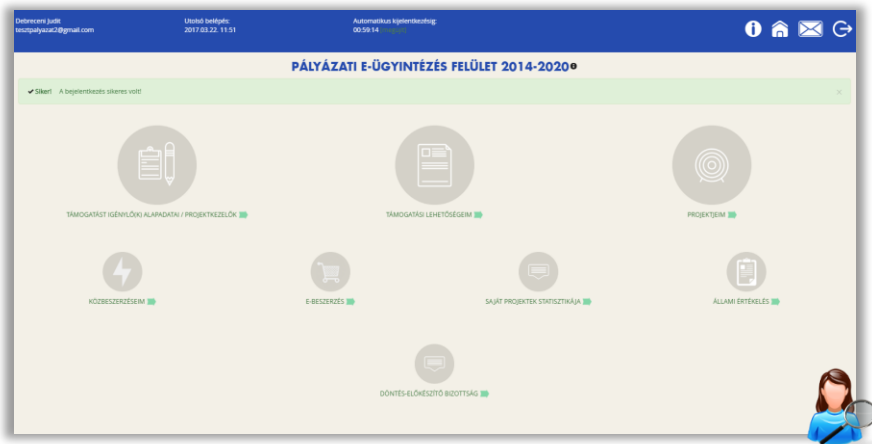 Debreceni Judit
tesztpalyazat2@gmail.com
Utolsó belépés:
2017.03.22. 11:51
Automatikus kijelentkezésig:
00:59:14
PÁLYÁZATI E-ÜGYINTÉZÉS FELÜLET 2014-2020
Siker! A bejelentkezés sikeres volt!
TÁMOGATÁST IGÉNYLŐ(K) ALAPADATAI / PROJEKTKEZELŐK
TÁMOGATÁSI LEHETŐSÉGEIM
PROJEKTJEIM
KÖZBESZERZÉSEIM
E-BESZERZÉS
SAJÁT PROJEKTEK STATISZTIKÁJA
ÁLLAMI ÉRTÉKELÉS
DÖNTÉS-ELŐKÉSZÍTŐ BIZOTTSÁG